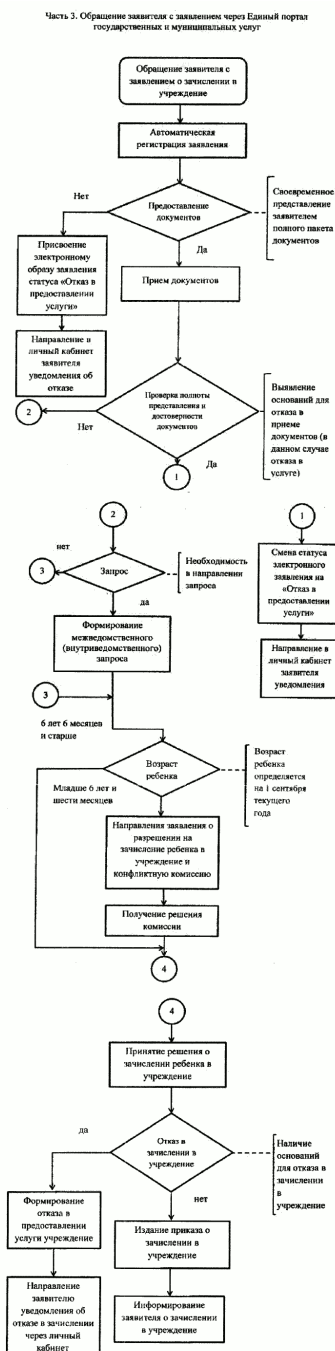 Часть 3. Обращение заявителя с заявлением через Единый портал
государственных и муниципальных услуг
Обращение заявителя с
заявлением о зачислении в
учреждение
Автоматическая
регистрация заявления
Нет
Предоставление
документов
Своевременное
представление
заявителем
полного пакета
документов
Да
Присвоение
электронному
образу заявления
статуса «Отказ в
предоставлении
услуги»
Прием документов
Направление в
личный кабинет
заявителя
уведомления об
отказе
2
Нет
Проверка полноты
представления и
достоверности
документов
Выявление
оснований для
отказа в
приеме
документов (в
данном случае
отказа в
услуге)
Да
1
2
нет
3
Запрос
Необходимость
в направлении
запроса
да
Формирование
межведомственного
(внутриведомственного)
запроса
1
Смена статуса
электронного
заявления на
«Отказ в
предоставлении
услуги»
Направление в
личный кабинет
заявителя
уведомления
3
6 лет 6 месяцев
и старше
Возраст
ребенка
Возраст
ребенка
определяется
на 1 сентября
текущего
года
Младше 6 лет и
шести месяцев
Направления заявления о
разрешении на
зачисление ребенка в
учреждение и
конфликтную комиссию
Получение решения
комиссии
4
4
Принятие решения о
зачислении ребенка в
учреждение
да
Отказ в
зачислении в
учреждение
Наличие
оснований
для отказа в
зачислении
в
учреждение
нет
Формирование
отказа в
предоставлении
услуги учреждение
Издание приказа о
зачислении в
учреждение
Направление
заявителю
уведомления об
отказе в зачислении
через личный
кабинет
Информирование
заявителя о зачислении
в учреждение